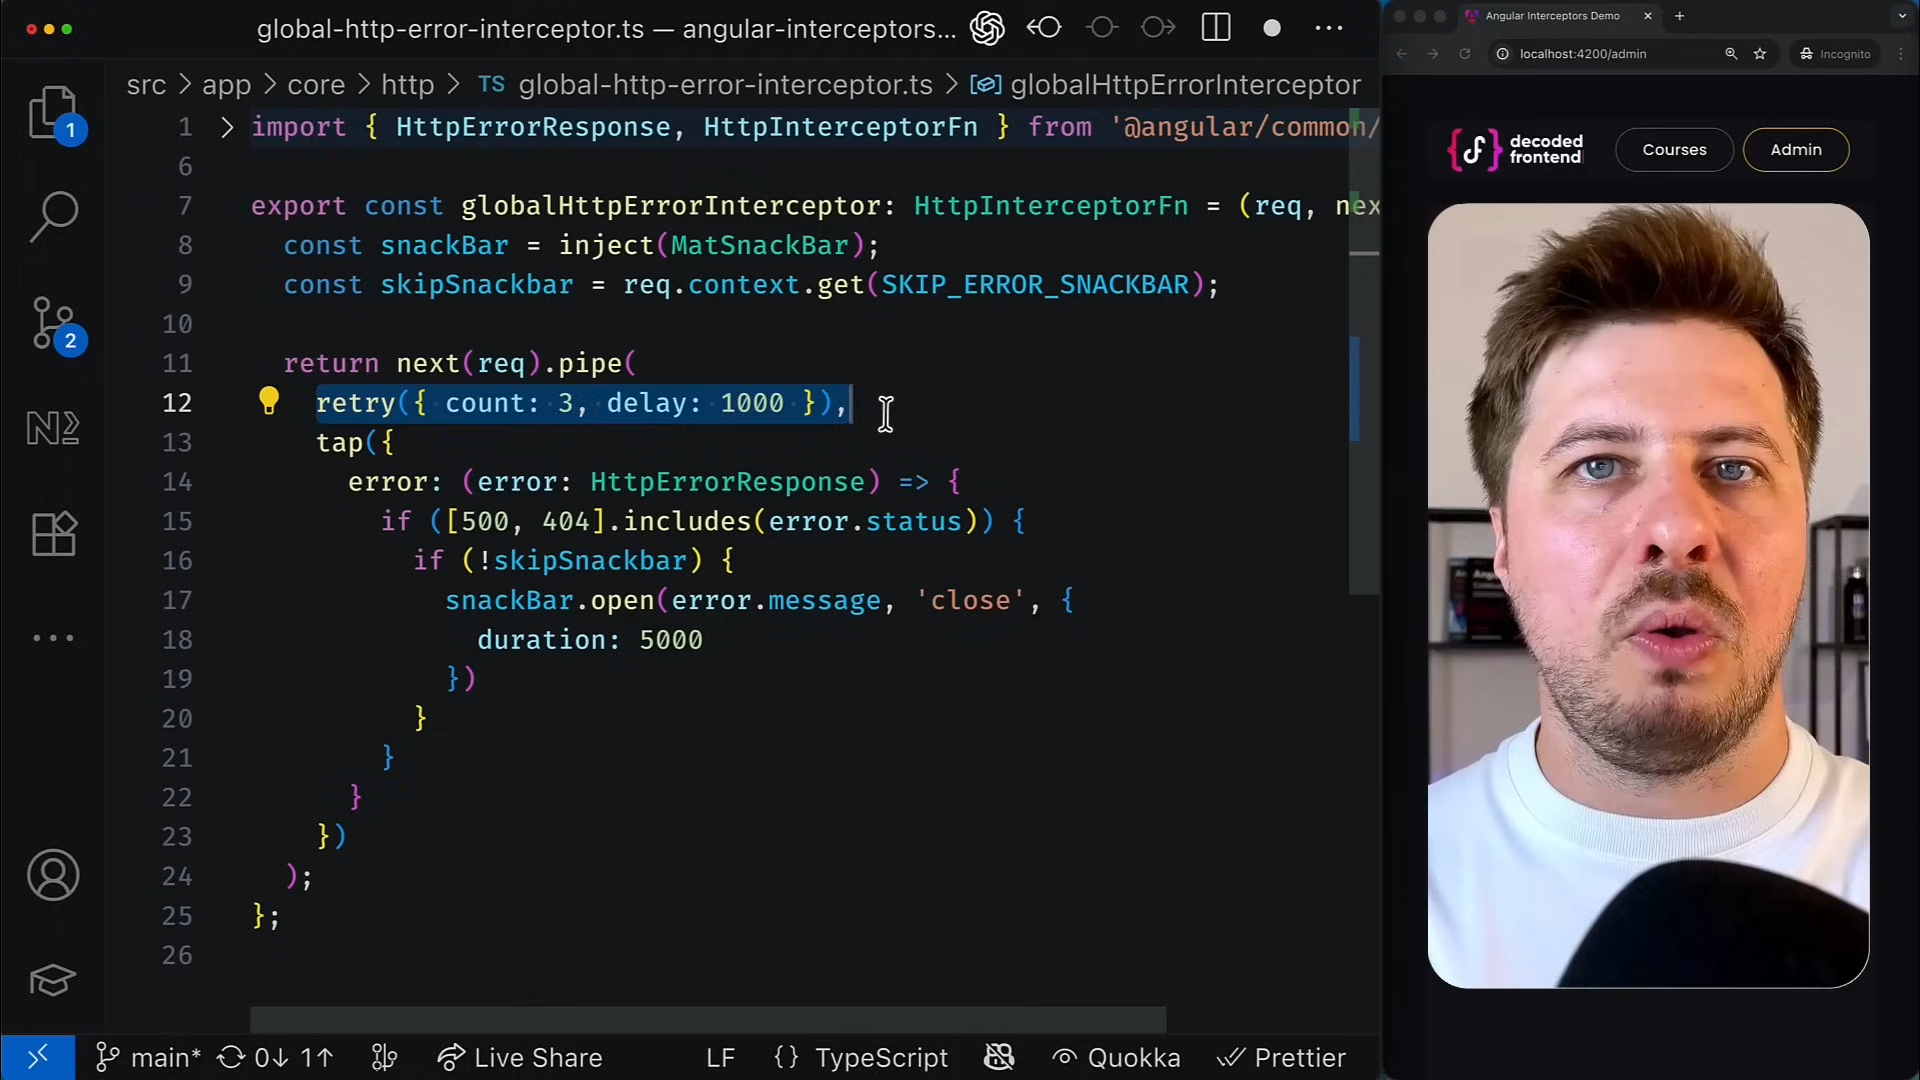 global-http-error-interceptor.ts — angular-interceptors...
src > app > core > http > TS global-http-error-interceptor.ts > globalHttpErrorInterceptor
1 > import { HttpErrorResponse, HttpInterceptorFn } from '@angular/common/
6
7 export const globalHttpErrorInterceptor: HttpInterceptorFn = (req, nex
8 const snackBar = inject(MatSnackBar);
9 const skipSnackbar = req.context.get(SKIP_ERROR_SNACKBAR);
10
11 return next(req).pipe(
12 retry({ count: 3, delay: 1000 }),
13 tap({
14 error: (error: HttpErrorResponse) => {
15 if ([500, 404].includes(error.status)) {
16 if (!skipSnackbar) {
17 snackBar.open(error.message, 'close', {
18 duration: 5000
19 })
20 }
21 }
22 }
23 })
24 );
25 };
26
1
2
main* 0↓ 1↑ Live Share LF {} TypeScript Quokka Prettier
Angular Interceptors Demo
localhost:4200/admin Incognito
decoded
frontend
Courses
Admin